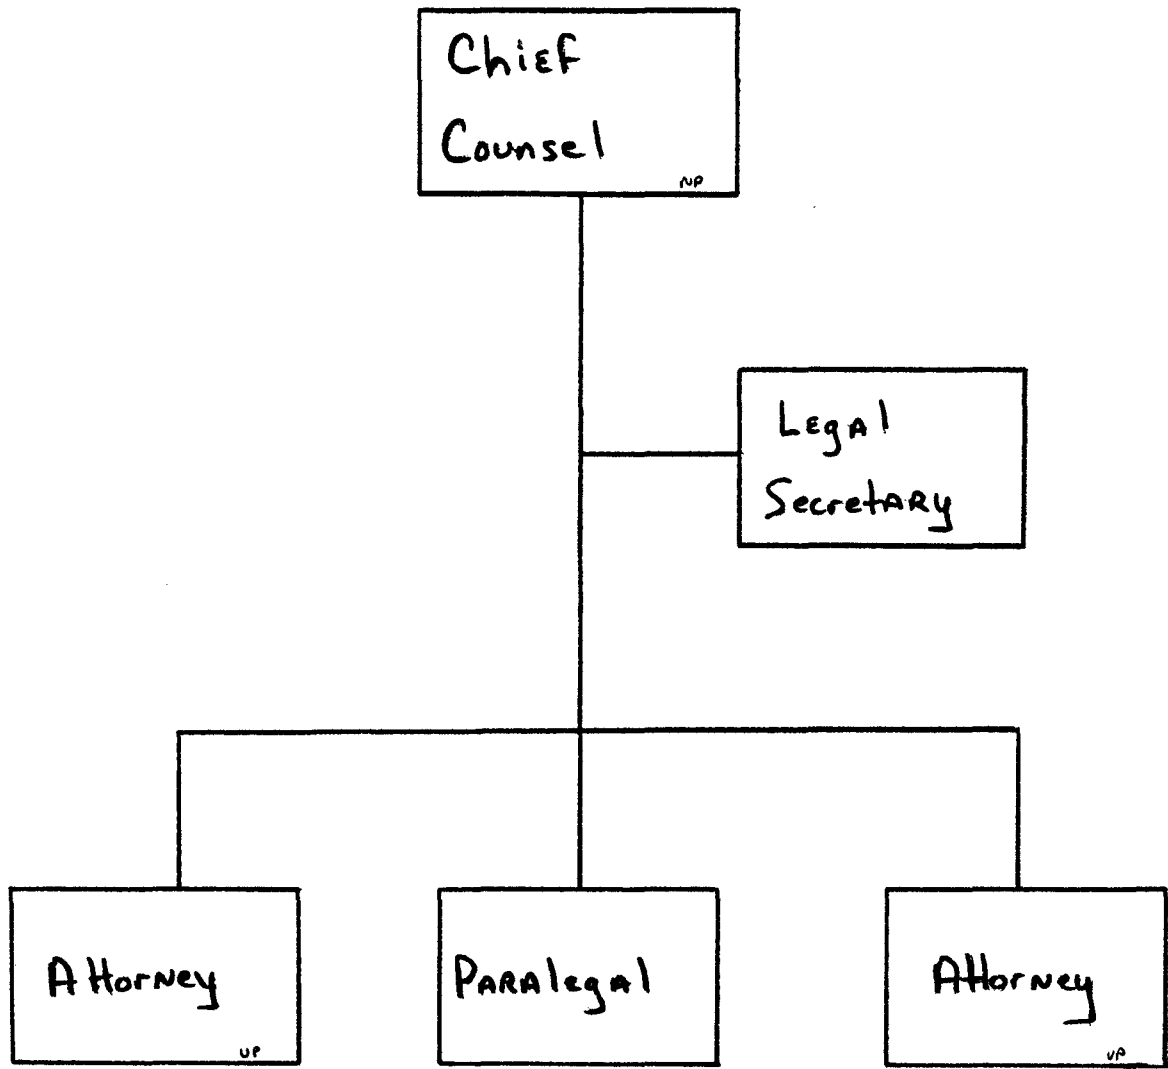 Chief
Counsel
NP
Legal
Secretary
Attorney
UP
Paralegal
Attorney
UP